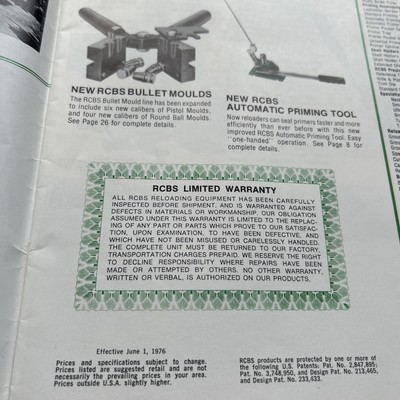 NEW RCBS BULLET MOULDS
The RCBS Bullet Mould line has been expanded
to include six new calibers of Pistol Moulds,
and four new calibers of Round Ball Moulds.
See Page 26 for complete details.
NEW RCBS
AUTOMATIC PRIMING TOOL
Now reloaders can seat primers faster and more
efficiently than ever before with this new
improved RCBS Automatic Priming Tool. Easy
"one-handed" operation. See Page 8 for
complete details.
RCBS LIMITED WARRANTY
ALL RCBS RELOADING EQUIPMENT HAS BEEN CAREFULLY
INSPECTED BEFORE SHIPMENT, AND IS WARRANTED AGAINST
DEFECTS IN MATERIALS OR WORKMANSHIP. OUR OBLIGATION
ASSUMED UNDER THIS WARRANTY IS LIMITED TO THE REPLAC-
ING OF ANY PART OR PARTS WHICH PROVE TO OUR SATISFAC-
TION, UPON EXAMINATION, TO HAVE BEEN DEFECTIVE, AND
WHICH HAVE NOT BEEN MISUSED OR CARELESSLY HANDLED.
THE COMPLETE UNIT MUST BE RETURNED TO OUR FACTORY,
TRANSPORTATION CHARGES PREPAID. WE RESERVE THE RIGHT
TO DECLINE RESPONSIBILITY WHERE REPAIRS HAVE BEEN
MADE OR ATTEMPTED BY OTHERS. NO OTHER WARRANTY,
WRITTEN OR VERBAL, IS AUTHORIZED ON OUR PRODUCTS.
Effective June 1, 1976
Prices and specifications subject to change.
Prices listed are suggested retail and are not
necessarily the prevailing prices in your area.
Prices outside U.S.A. slightly higher.
RCBS products are protected by one or more of
the following U.S. Patents: Pat. No. 2,847,895;
Pat. No. 3,748,950, and Design Pat. No. 213,465,
and Design Pat. No. 233,433.